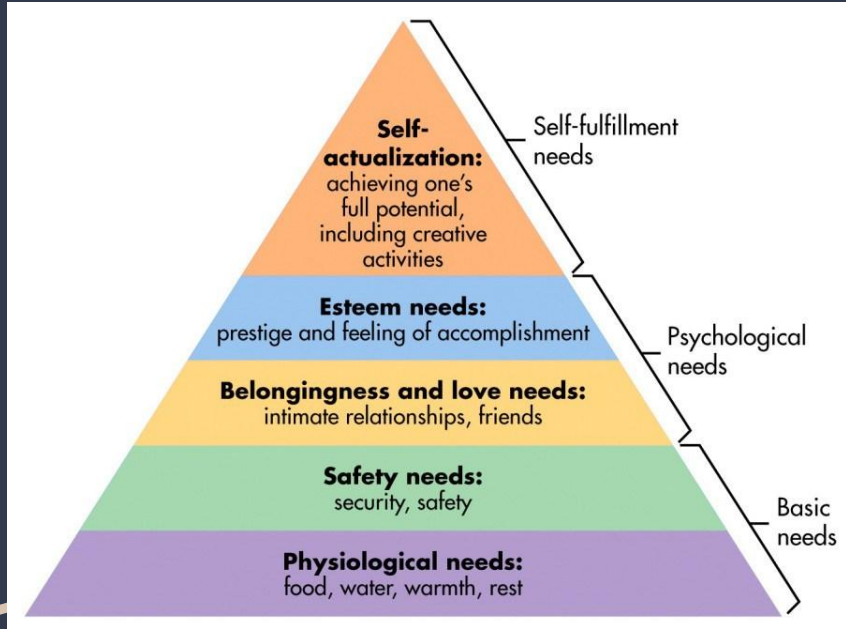 Self-
actualization:
achieving one's
full potential,
including creative
activities
Self-fulfillment
needs
Esteem needs:
prestige and feeling of accomplishment
Psychological
needs
Belongingness and love needs:
intimate relationships, friends
Safety needs:
security, safety
Basic
needs
Physiological needs:
food, water, warmth, rest